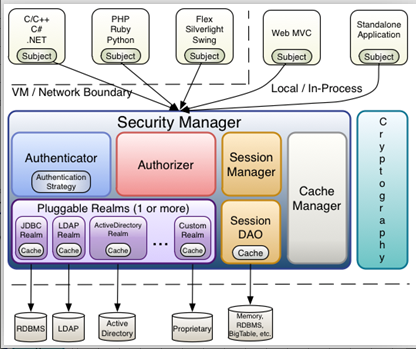 C/C++
C#
.NET
Subject
PHP
Ruby
Python
Subject
Flex
Silverlight
Swing
Subject
Web MVC
Subject
Standalone
Application
Subject
VM / Network Boundary
Local / In-Process
Security Manager
Authenticator
Authentication
Strategy
Authorizer
Session
Manager
Cache
Manager
Cryptography
Pluggable Realms (1 or more)
JDBC
Realm
Cache
LDAP
Realm
Cache
ActiveDirectory
Realm
Cache
...
Custom
Realm
Cache
Session
DAO
Cache
RDBMS
LDAP
Active
Directory
Proprietary
Memory,
RDBMS,
BigTable, etc.